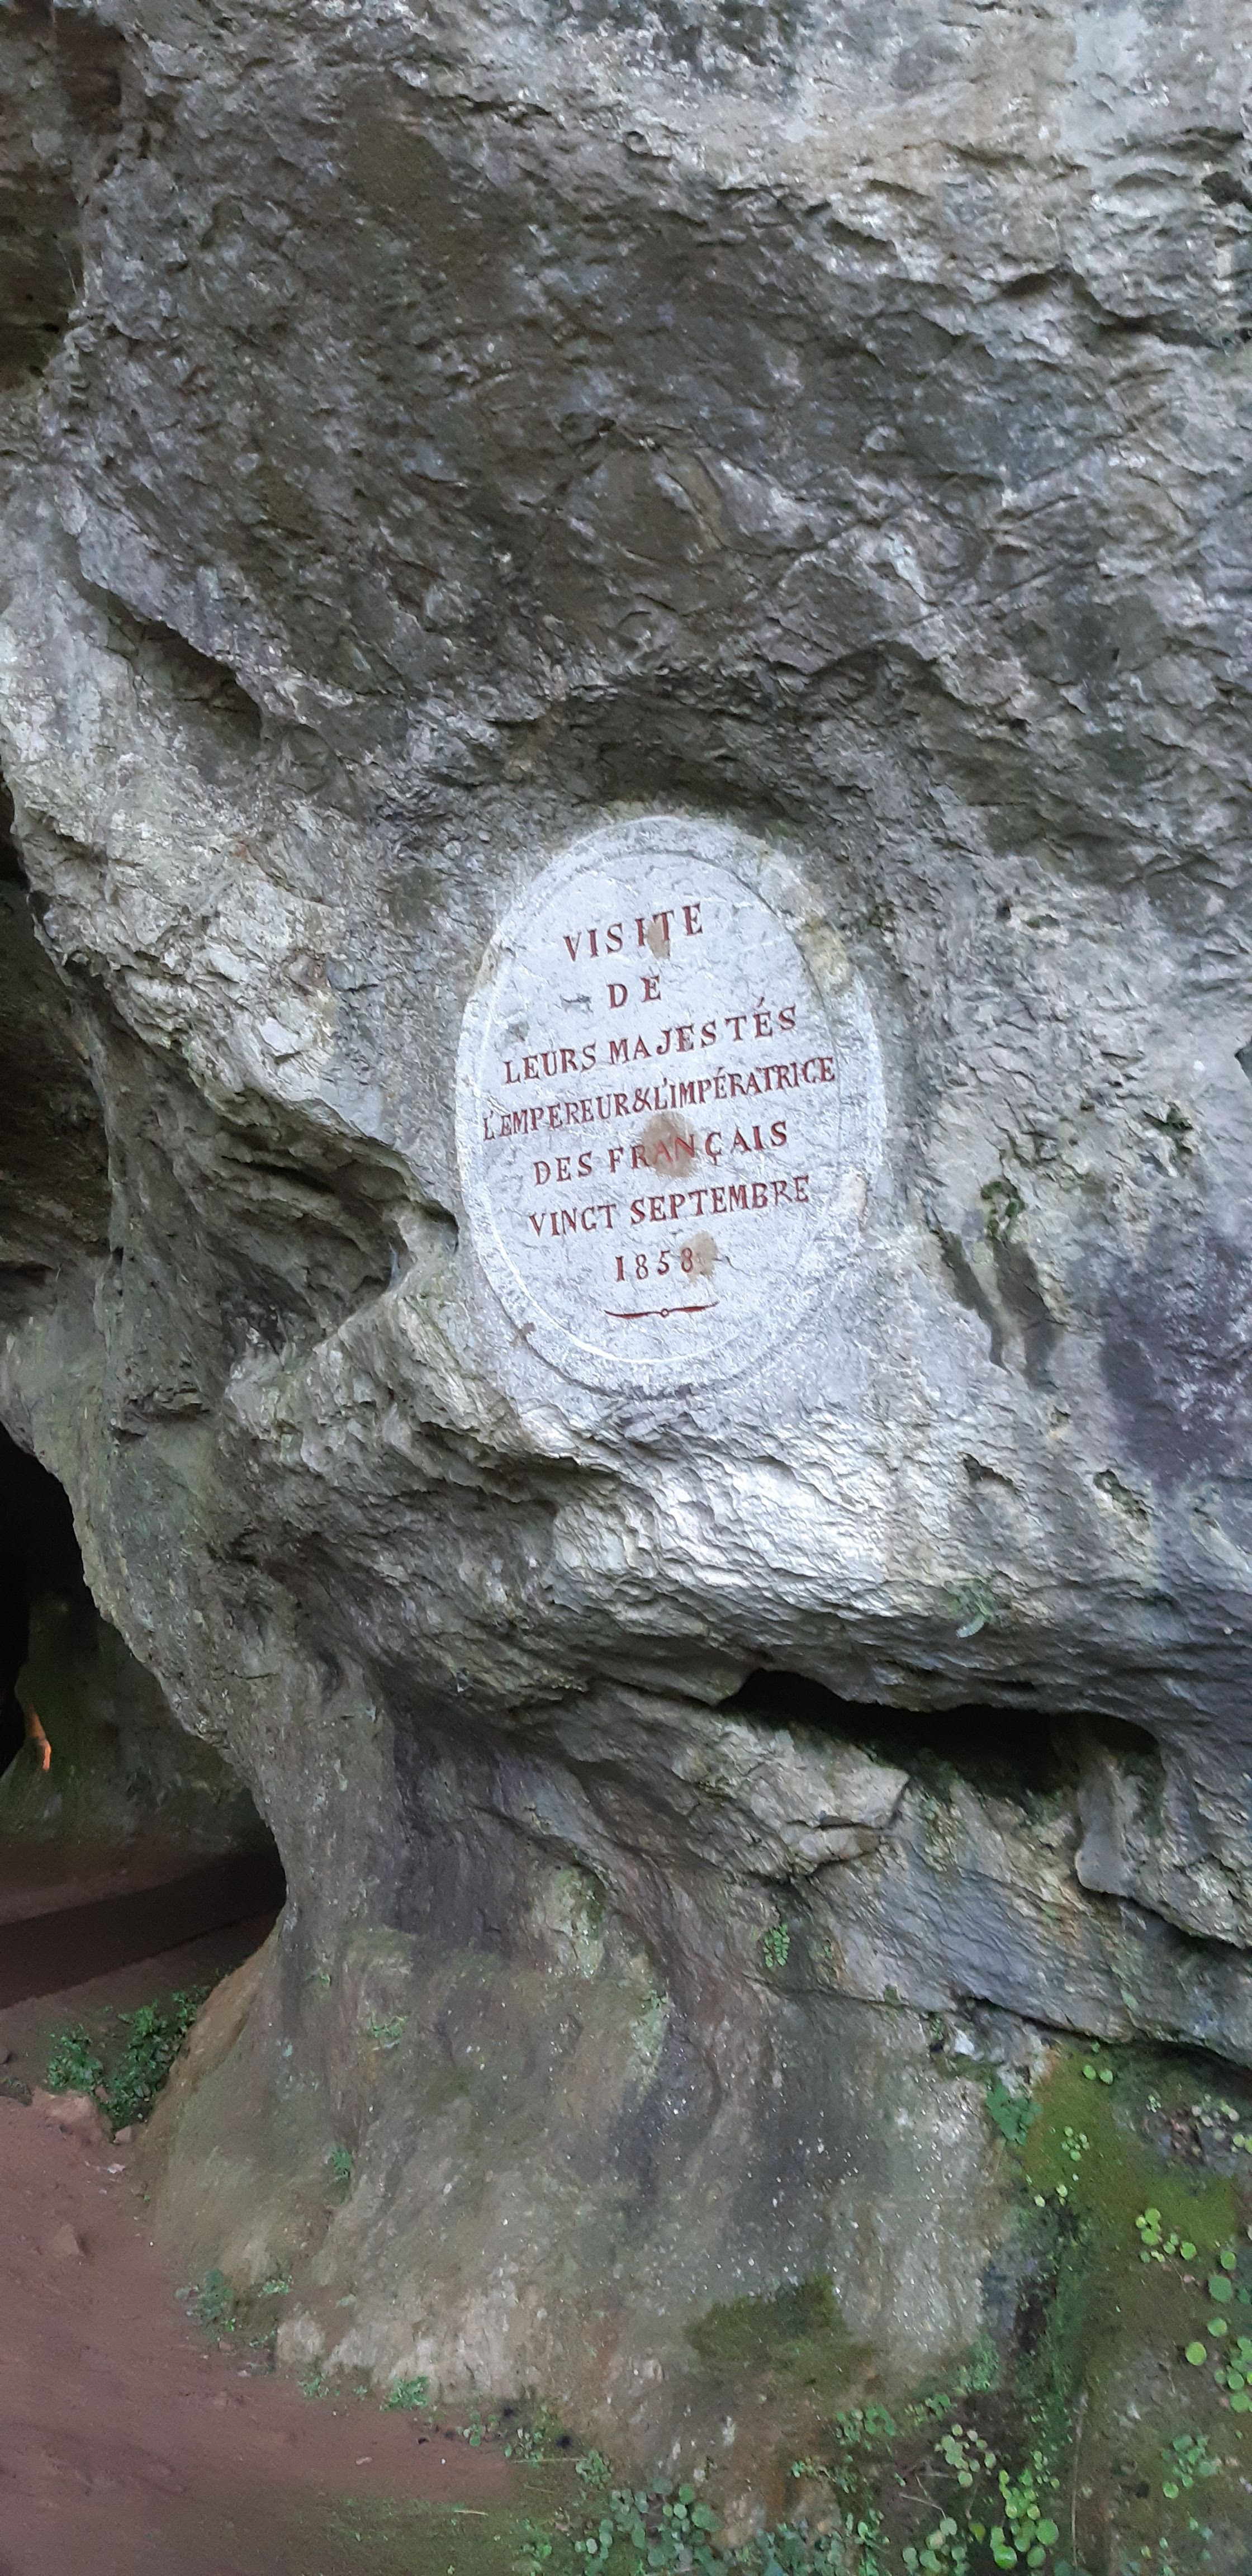 VISITE
DE
LEURS MAJESTÉS
L'EMPEREUR & L'IMPÉRATRICE
DES FRANÇAIS
VINGT SEPTEMBRE
1858